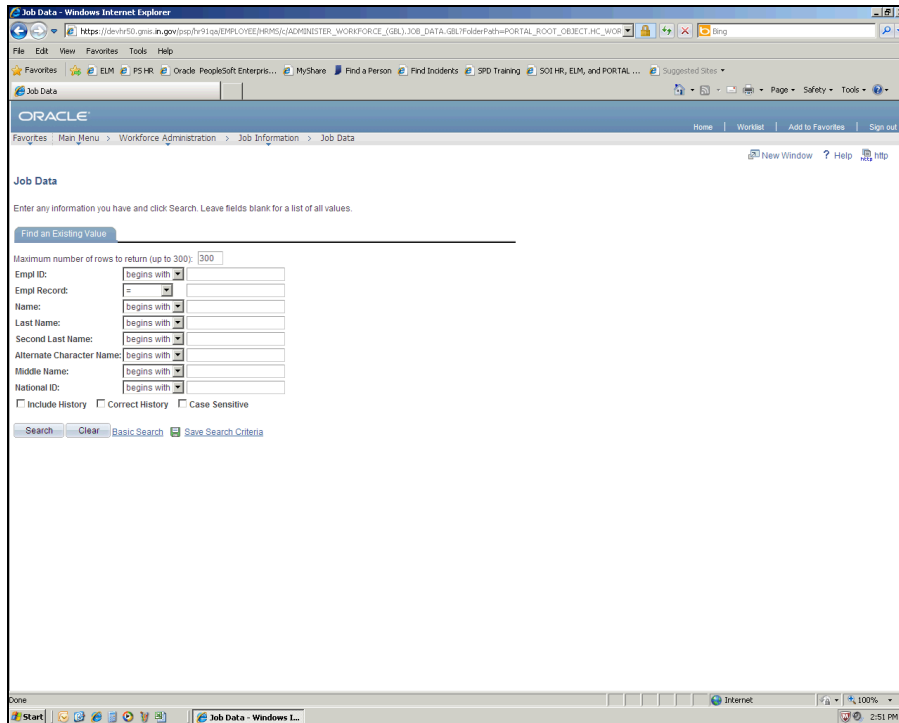 Job Data - Windows Internet Explorer
https://devhr50.gmis.in.gov/psp/hr91qa/EMPLOYEE/HRMS/c/ADMINISTER_WORKFORCE_(GBL).JOB_DATA.GBL?FolderPath=PORTAL_ROOT_OBJECT.HC_WOR Bing
File Edit View Favorites Tools Help
Favorites ELM PS HR Oracle PeopleSoft Enterpris... MyShare Find a Person Find Incidents SPD Training SOI HR, ELM, and PORTAL ... Suggested Sites
Job Data Page Safety Tools
ORACLE
Home | Worklist | Add to Favorites | Sign out
Favorites Main Menu > Workforce Administration > Job Information > Job Data
New Window ? Help http
Job Data
Enter any information you have and click Search. Leave fields blank for a list of all values.
Find an Existing Value
Maximum number of rows to return (up to 300): 300
Empl ID: begins with
Empl Record: =
Name: begins with
Last Name: begins with
Second Last Name: begins with
Alternate Character Name: begins with
Middle Name: begins with
National ID: begins with
Include History Correct History Case Sensitive
Search Clear Basic Search Save Search Criteria
Done Internet 100%
Start Job Data - Windows I... 2:51 PM